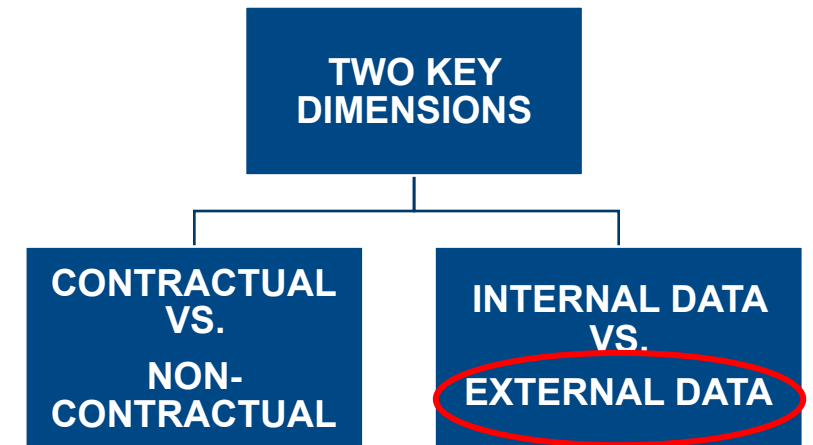 TWO KEY
DIMENSIONS
CONTRACTUAL
VS.
NON-
CONTRACTUAL
INTERNAL DATA
VS.
EXTERNAL DATA